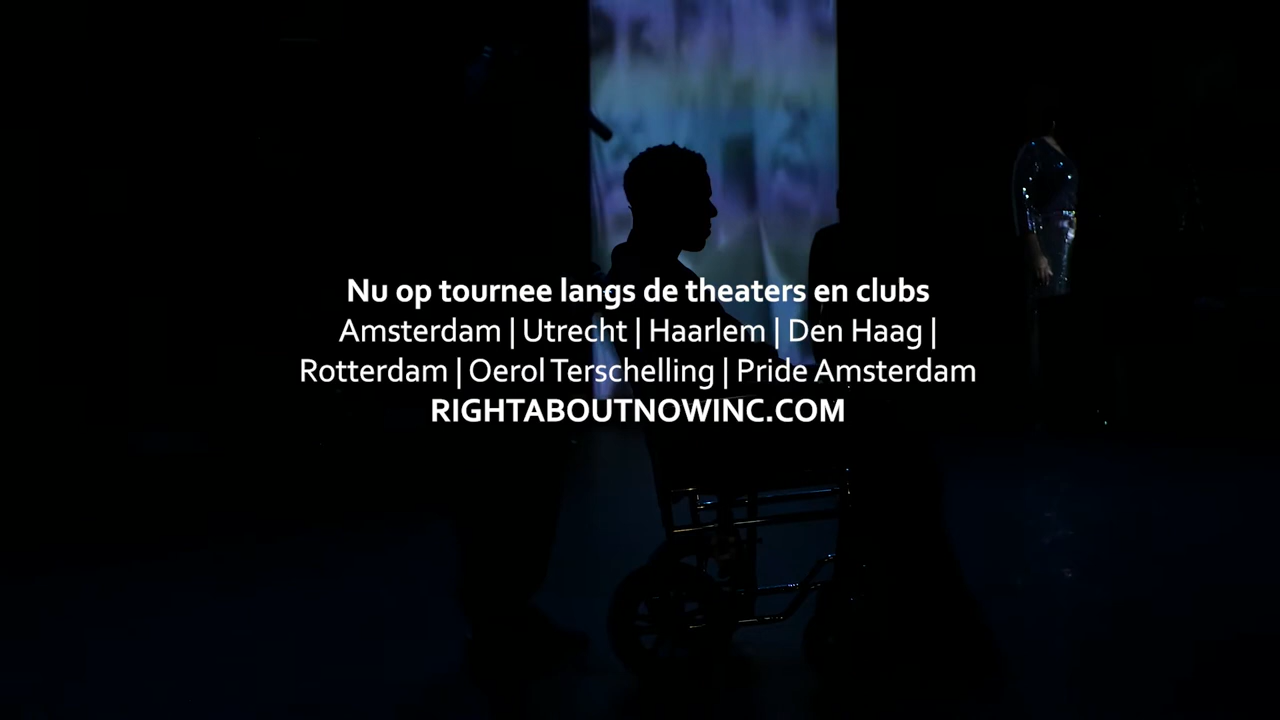 Nu op tournee langs de theaters en clubs
Amsterdam | Utrecht | Haarlem | Den Haag |
Rotterdam | Oerol Terschelling | Pride Amsterdam
RIGHTABOUTNOWINC.COM